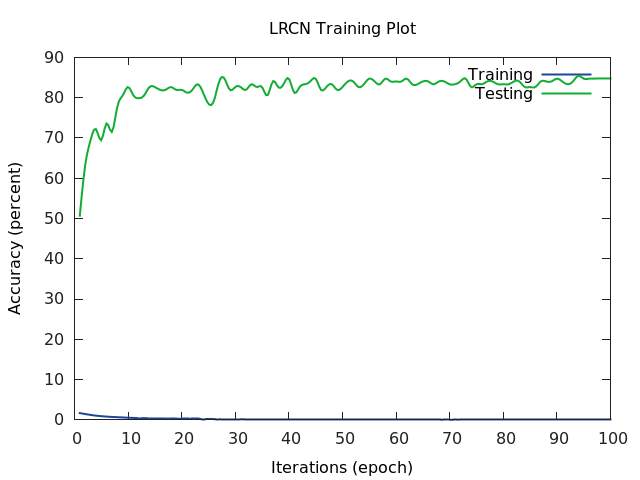 LRCN Training Plot
90
80
70
60
50
40
30
20
10
0
0 10 20 30 40 50 60 70 80 90 100
Accuracy (percent)
Iterations (epoch)
Training
Testing